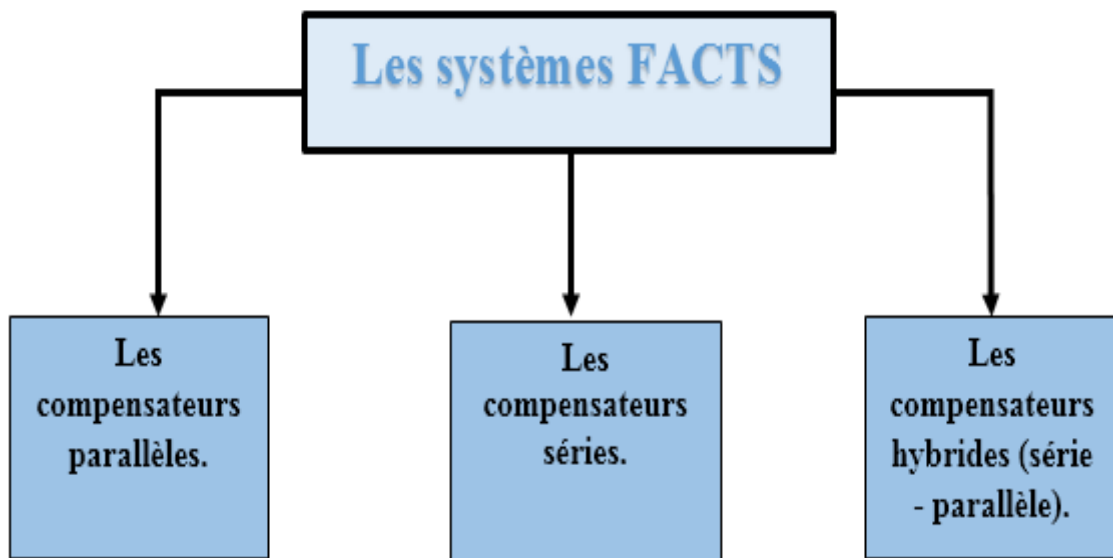 Les systèmes FACTS
Les
compensateurs
parallèles.
Les
compensateurs
séries.
Les
compensateurs
hybrides (série
- parallèle).